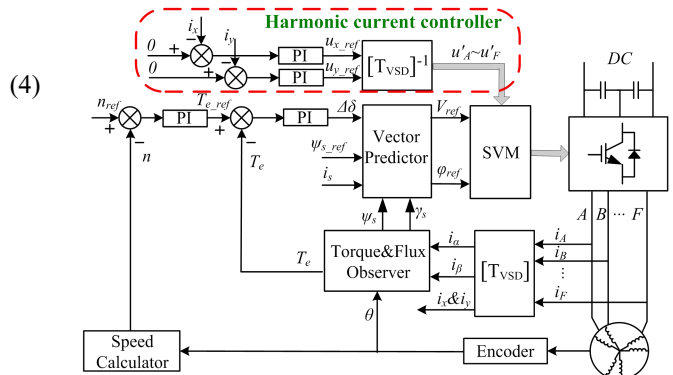 Harmonic current controller
i_x
i_y
0
0
+
−
+
−
PI
PI
u_x_ref
u_y_ref
[T_VSD]⁻¹
u'_A~u'_F
DC
(4)
n_ref
+
−
n
PI
T_e_ref
+
−
T_e
PI
Δδ
ψ_s_ref
i_s
Vector
Predictor
V_ref
φ_ref
SVM
ψ_s
γ_s
A B ... F
T_e
Torque&Flux
Observer
i_α
i_β
i_x&i_y
[T_VSD]
i_A
i_B
⋮
i_F
θ
Speed
Calculator
Encoder